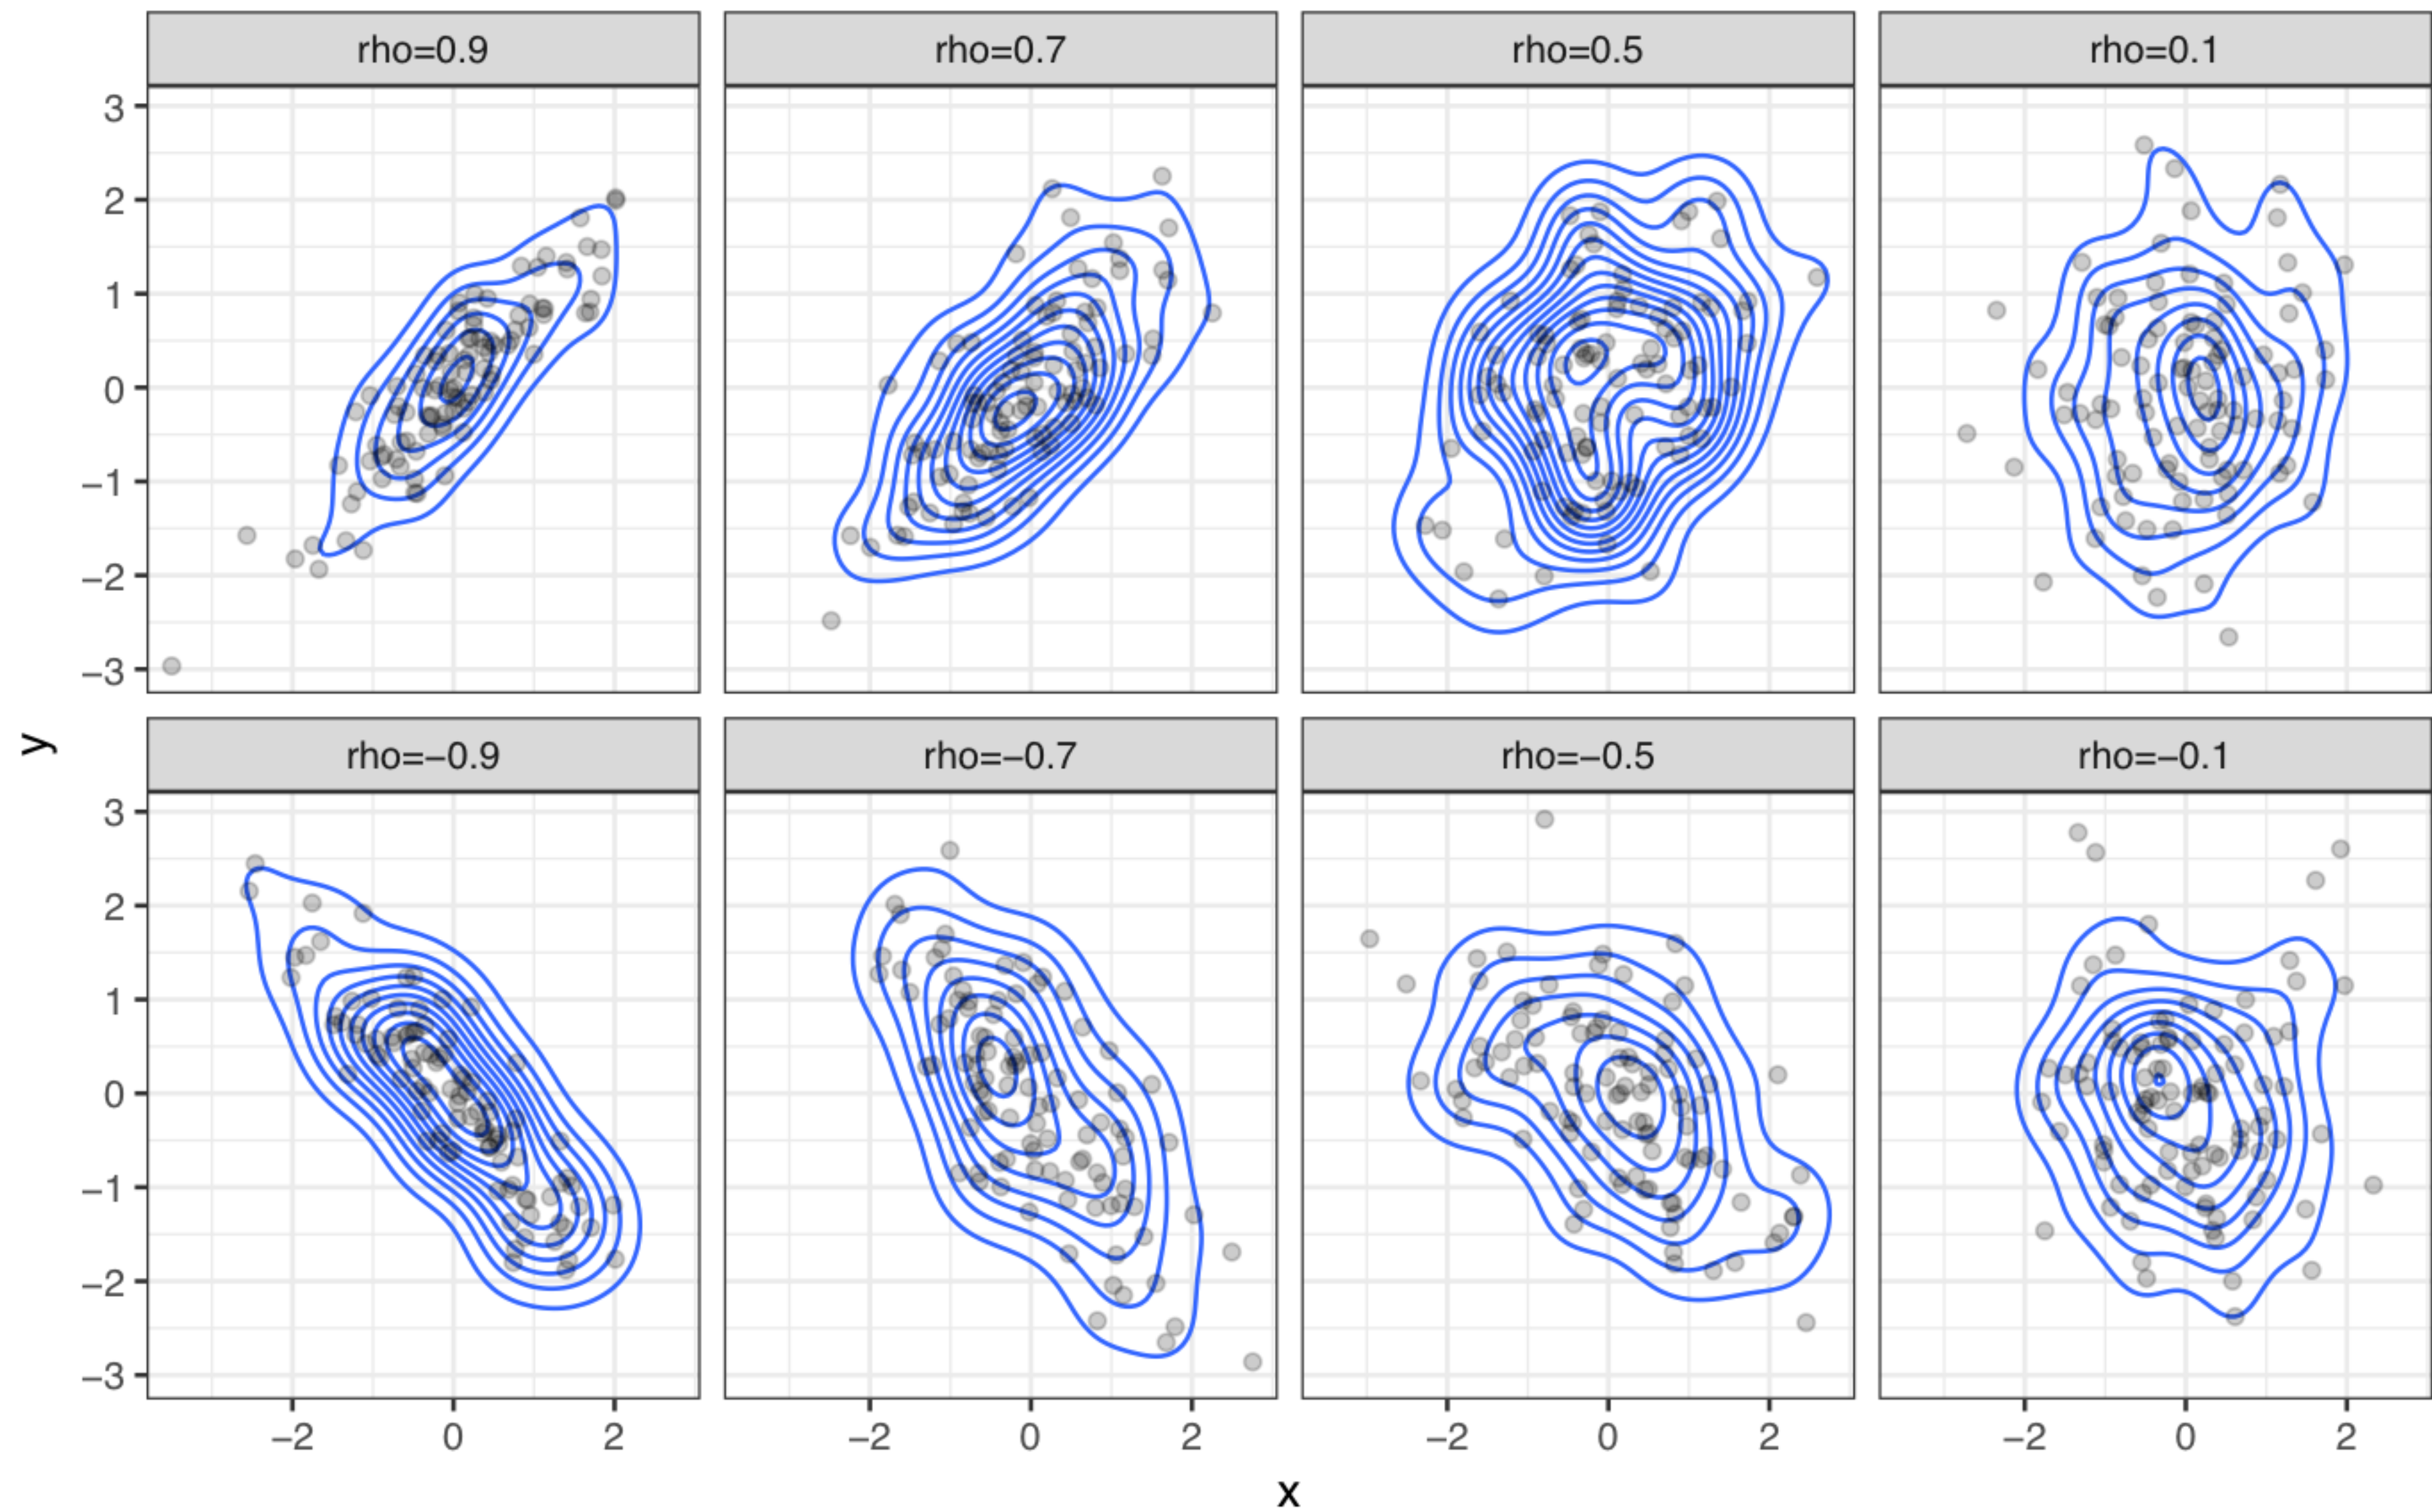 rho=0.9 rho=0.7 rho=0.5 rho=0.1
3
2
1
0
−1
−2
−3
y
rho=−0.9 rho=−0.7 rho=−0.5 rho=−0.1
3
2
1
0
−1
−2
−3
−2 0 2 −2 0 2 −2 0 2 −2 0 2
x